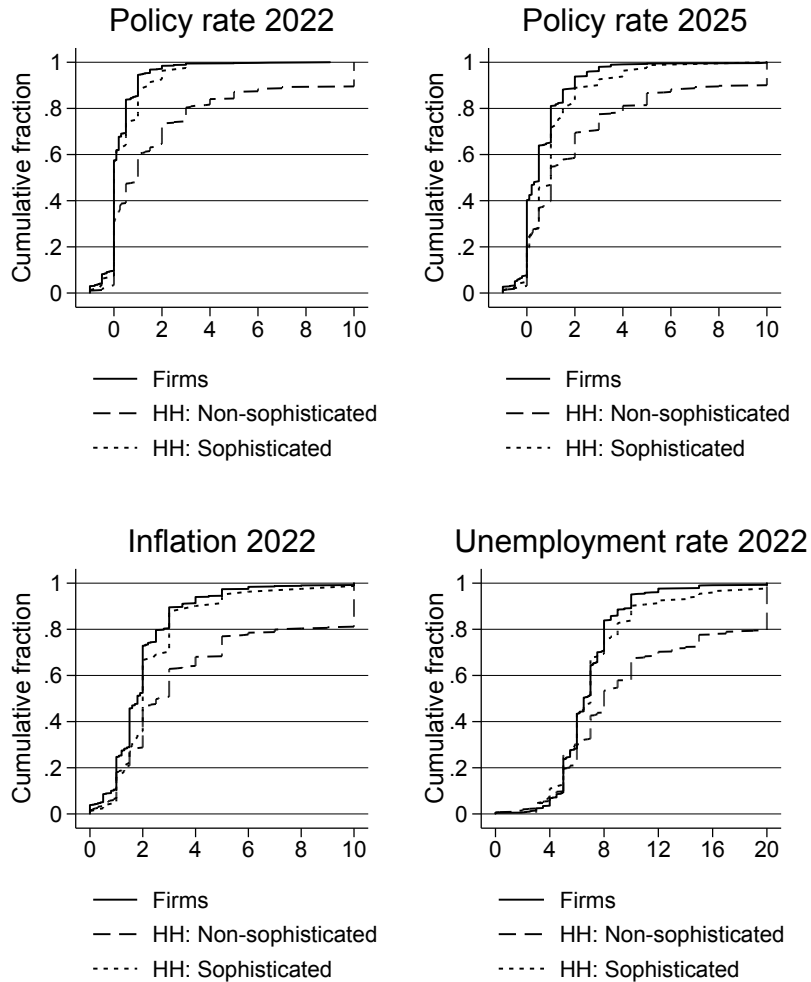 Policy rate 2022
Cumulative fraction
1
.8
.6
.4
.2
0
0 2 4 6 8 10
Firms
HH: Non-sophisticated
HH: Sophisticated
Policy rate 2025
Cumulative fraction
1
.8
.6
.4
.2
0
0 2 4 6 8 10
Firms
HH: Non-sophisticated
HH: Sophisticated
Inflation 2022
Cumulative fraction
1
.8
.6
.4
.2
0
0 2 4 6 8 10
Firms
HH: Non-sophisticated
HH: Sophisticated
Unemployment rate 2022
Cumulative fraction
1
.8
.6
.4
.2
0
0 4 8 12 16 20
Firms
HH: Non-sophisticated
HH: Sophisticated